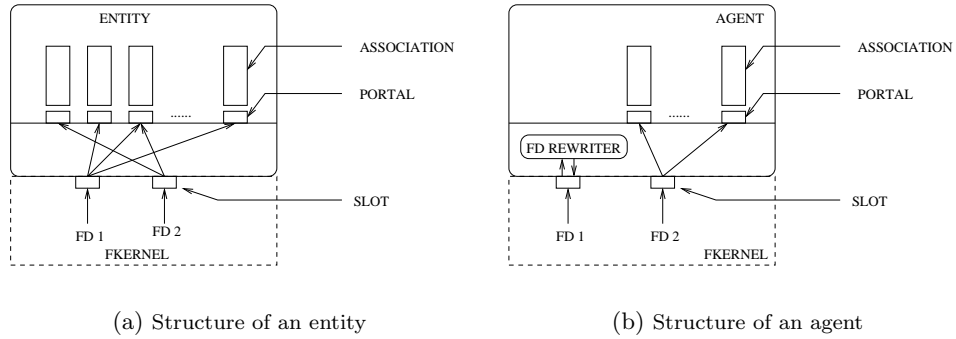 ENTITY
ASSOCIATION
PORTAL
......
SLOT
FD 1
FD 2
FKERNEL
(a) Structure of an entity
AGENT
ASSOCIATION
PORTAL
......
FD REWRITER
SLOT
FD 1
FD 2
FKERNEL
(b) Structure of an agent